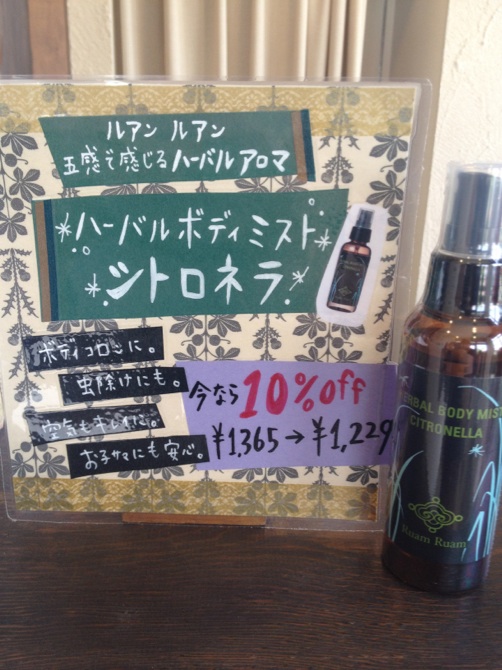 ルアン ルアン
五感で感じるハーバルアロマ
ハーバルボディミスト
シトロネラ
ボディコロンに。
虫除けにも。
空気もキレイに。
お子サマにも安心。
今なら10%off
¥1,365→¥1,229
HERBAL BODY MIST
CITRONELLA
Ruam Ruam